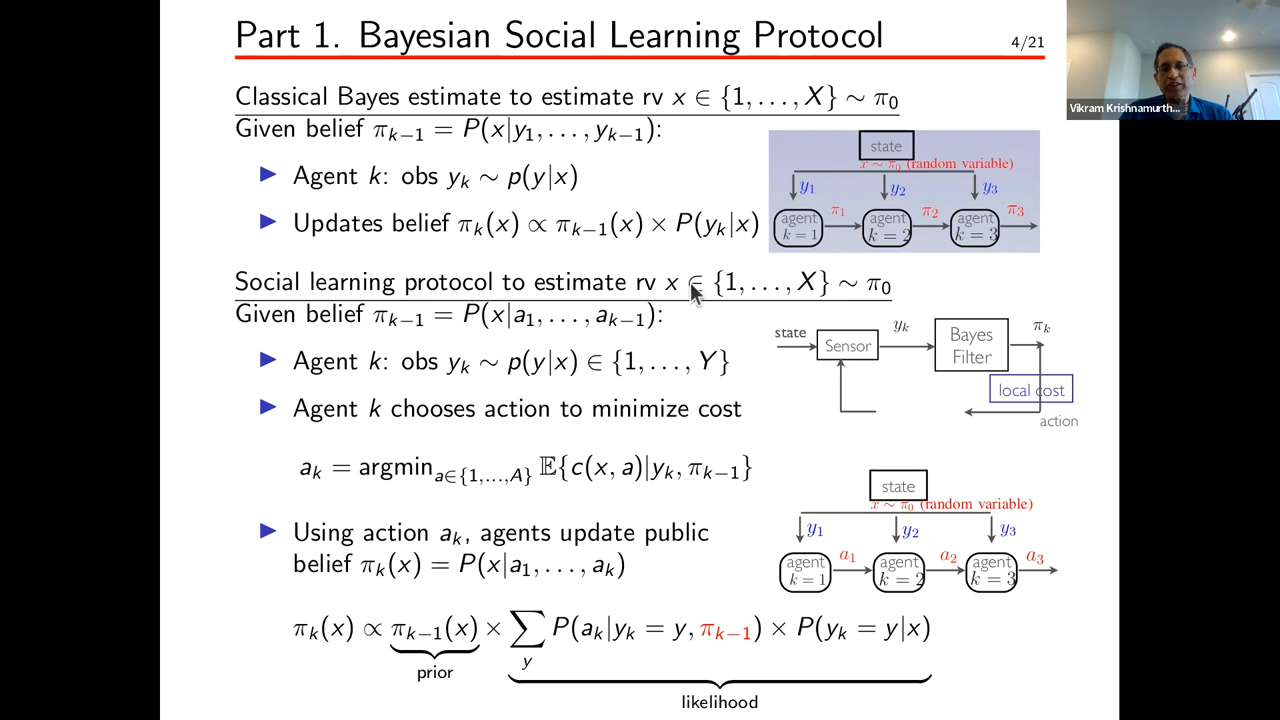 Part 1. Bayesian Social Learning Protocol
4/21
Vikram Krishnamurth...
Classical Bayes estimate to estimate rv x ∈ {1, . . . , X} ∼ π₀
Given belief πₖ₋₁ = P(x|y₁, . . . , yₖ₋₁):
▶ Agent k: obs yₖ ∼ p(y|x)
▶ Updates belief πₖ(x) ∝ πₖ₋₁(x) × P(yₖ|x)
state
x ∼ π₀ (random variable)
y₁ y₂ y₃
agent k = 1 π₁ agent k = 2 π₂ agent k = 3 π₃
Social learning protocol to estimate rv x ∈ {1, . . . , X} ∼ π₀
Given belief πₖ₋₁ = P(x|a₁, . . . , aₖ₋₁):
▶ Agent k: obs yₖ ∼ p(y|x) ∈ {1, . . . , Y}
▶ Agent k chooses action to minimize cost
aₖ = argmin_{a∈{1,...,A}} 𝔼{c(x, a)|yₖ, πₖ₋₁}
state Sensor yₖ Bayes Filter πₖ
local cost
action
▶ Using action aₖ, agents update public
belief πₖ(x) = P(x|a₁, . . . , aₖ)
state
x ∼ π₀ (random variable)
y₁ y₂ y₃
agent k = 1 a₁ agent k = 2 a₂ agent k = 3 a₃
πₖ(x) ∝ πₖ₋₁(x) × ∑_y P(aₖ|yₖ = y, πₖ₋₁) × P(yₖ = y|x)
prior
likelihood